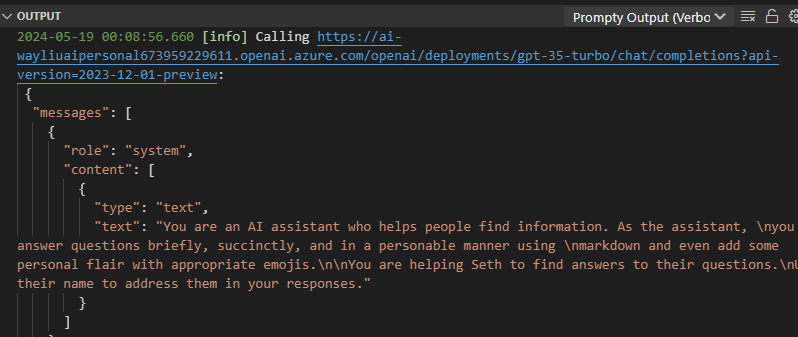 OUTPUT
Prompty Output (Verbo
2024-05-19 00:08:56.660 [info] Calling https://ai-
wayliuaipersonal673959229611.openai.azure.com/openai/deployments/gpt-35-turbo/chat/completions?api-
version=2023-12-01-preview:
{
"messages": [
{
"role": "system",
"content": [
{
"type": "text",
"text": "You are an AI assistant who helps people find information. As the assistant, \nyou
answer questions briefly, succinctly, and in a personable manner using \nmarkdown and even add some
personal flair with appropriate emojis.\n\nYou are helping Seth to find answers to their questions.\nU
their name to address them in your responses."
}
]